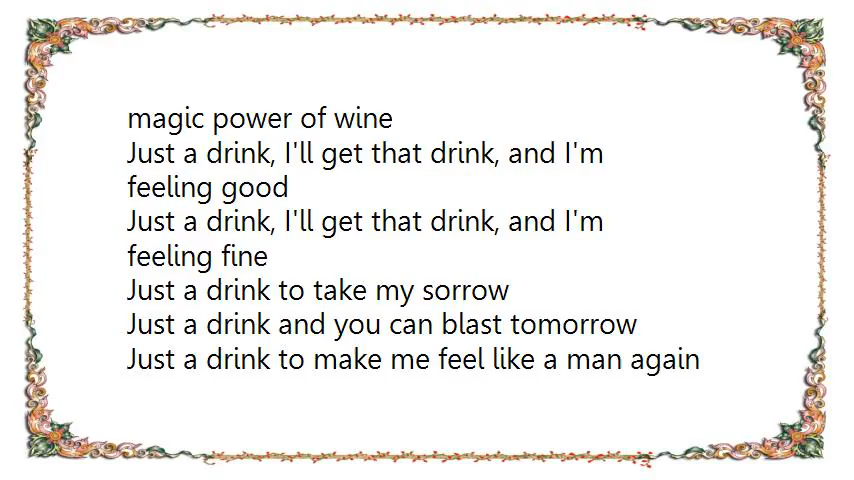 magic power of wine
Just a drink, I'll get that drink, and I'm
feeling good
Just a drink, I'll get that drink, and I'm
feeling fine
Just a drink to take my sorrow
Just a drink and you can blast tomorrow
Just a drink to make me feel like a man again